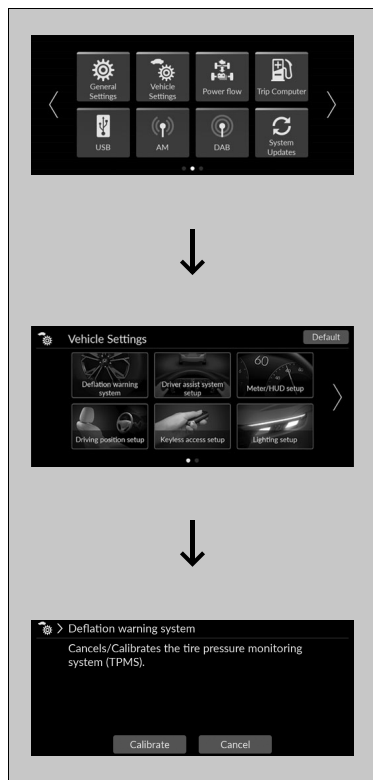 General
Settings
Vehicle
Settings
Power flow
Trip Computer
USB
AM
DAB
System
Updates
Vehicle Settings
Default
Deflation warning
system
Driver assist system
setup
60
Meter/HUD setup
Driving position setup
Keyless access setup
Lighting setup
> Deflation warning system
Cancels/Calibrates the tire pressure monitoring
system (TPMS).
Calibrate
Cancel